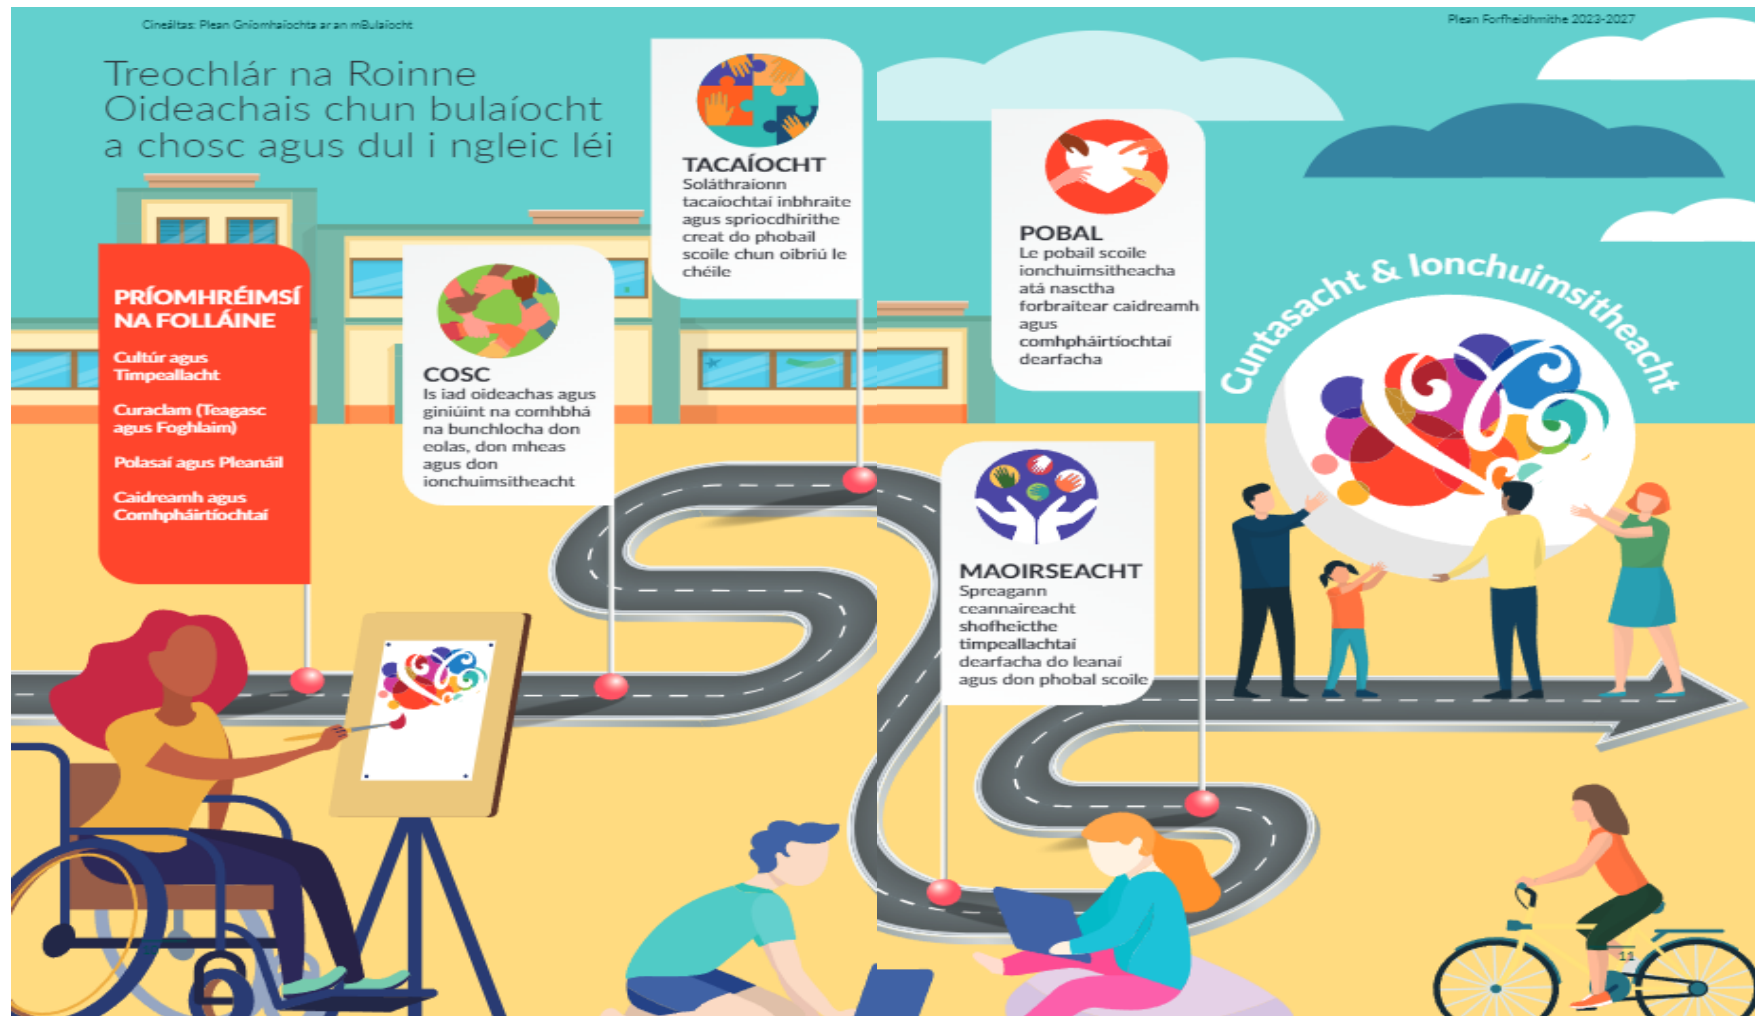 Cineáltas: Plean Gníomhaíochta ar an mBulaíocht
Plean Forfheidhmithe 2023-2027
Treochlár na Roinne
Oideachais chun bulaíocht
a chosc agus dul i ngleic léi
PRÍOMHRÉIMSÍ
NA FOLLÁINE
Cultúr agus
Timpeallacht
Curaclam (Teagasc
agus Foghlaim)
Polasaí agus Pleanáil
Caidreamh agus
Comhpháirtíochtaí
COSC
Is iad oideachas agus
giniúint na comhbhá
na bunchlocha don
eolas, don mheas
agus don
ionchuimsitheacht
TACAÍOCHT
Soláthraíonn
tacaíochtaí inbhraite
agus spriocdhírithe
creat do phobail
scoile chun oibriú le
chéile
MAOIRSEACHT
Spreagann
ceannaireacht
shofheicthe
timpeallachtaí
dearfacha do leanaí
agus don phobal scoile
POBAL
Le pobail scoile
ionchuimsitheacha
atá nasctha
forbraítear caidreamh
agus
comhpháirtíochtaí
dearfacha
Cuntasacht & Ionchuimsitheacht
11